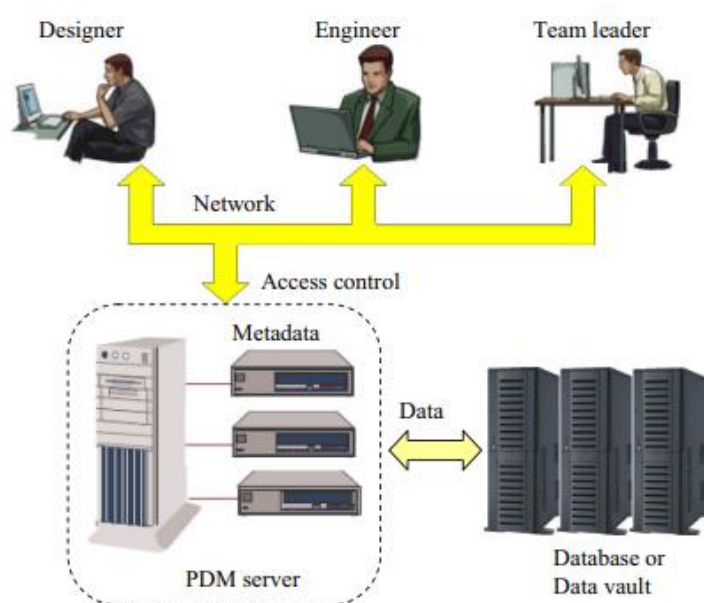 Designer
Engineer
Team leader
Network
Access control
Metadata
Data
PDM server
Database or
Data vault